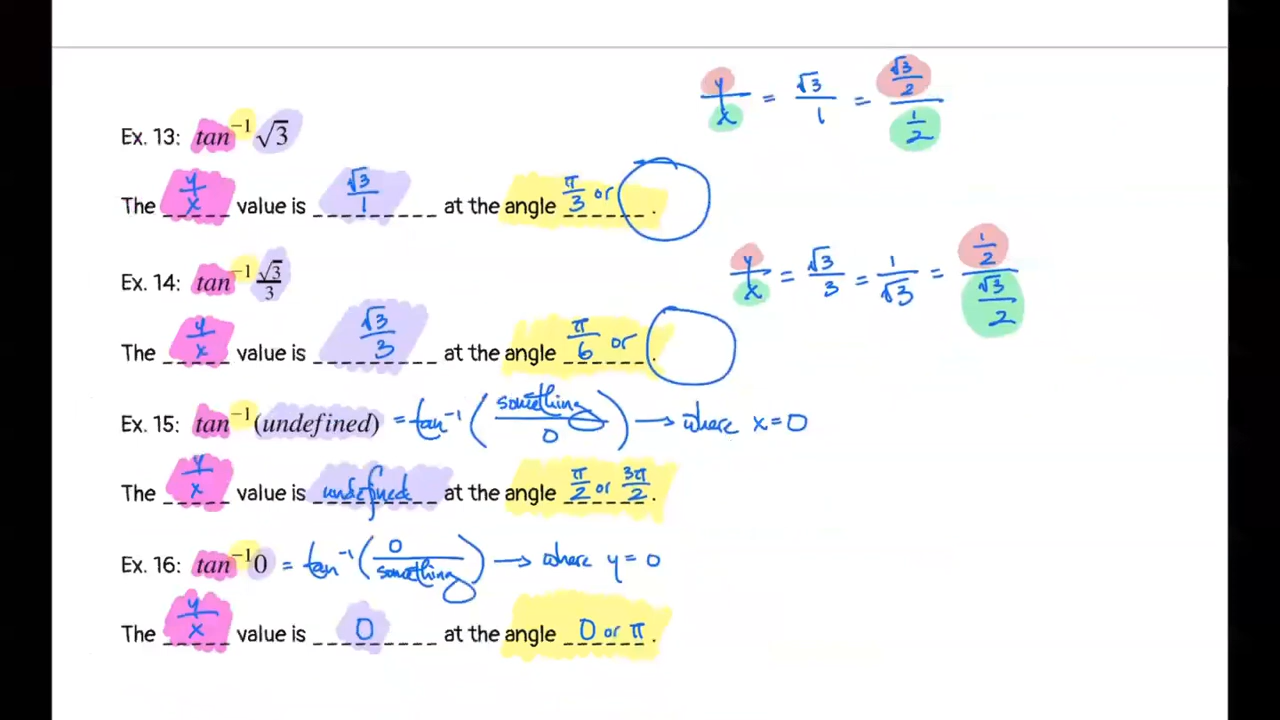 y/x = √3/1 = (√3/2)/(1/2)
Ex. 13: tan⁻¹ √3
The y/x value is √3/1 at the angle π/3 or ______ .
y/x = √3/3 = 1/√3 = (1/2)/(√3/2)
Ex. 14: tan⁻¹ √3/3
The y/x value is √3/3 at the angle π/6 or ______ .
Ex. 15: tan⁻¹ (undefined) = tan⁻¹ (something/0) → where x = 0
The y/x value is undefined at the angle π/2 or 3π/2 .
Ex. 16: tan⁻¹ 0 = tan⁻¹ (0/something) → where y = 0
The y/x value is 0 at the angle 0 or π .